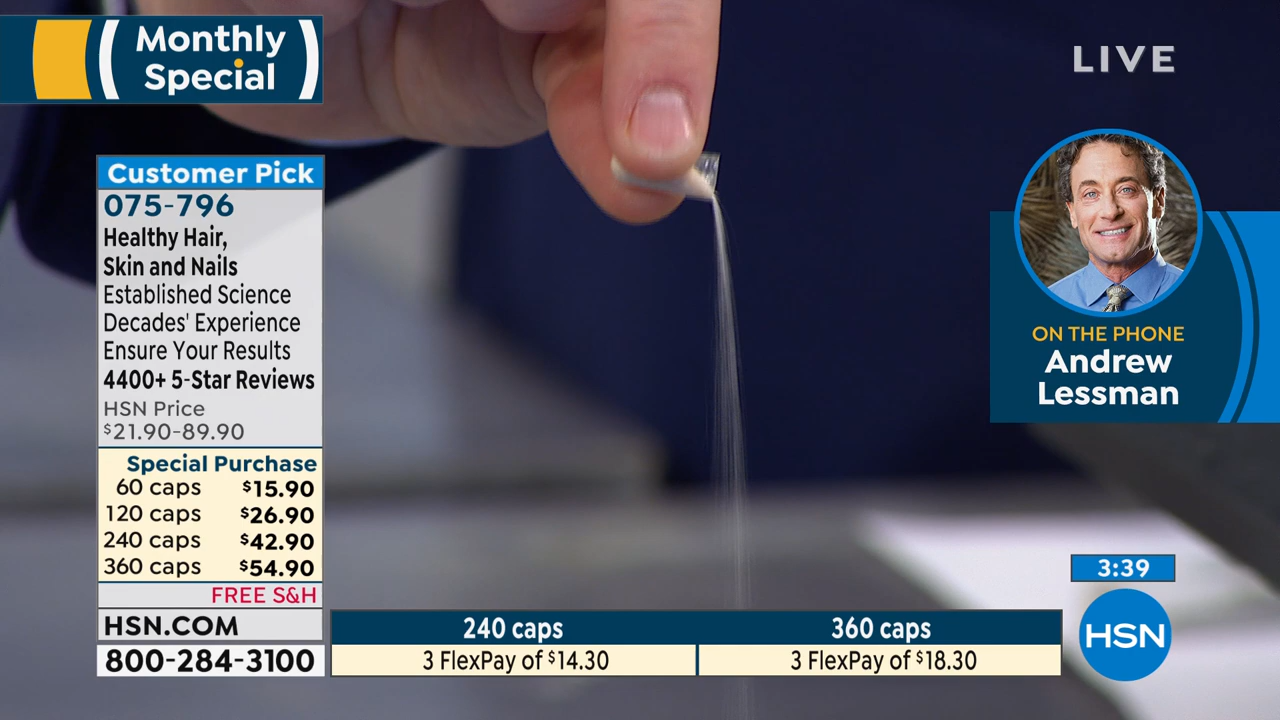 Monthly
Special
LIVE
Customer Pick
075-796
Healthy Hair,
Skin and Nails
Established Science
Decades' Experience
Ensure Your Results
4400+ 5-Star Reviews
HSN Price
$21.90-89.90
Special Purchase
60 caps $15.90
120 caps $26.90
240 caps $42.90
360 caps $54.90
FREE S&H
HSN.COM
800-284-3100
ON THE PHONE
Andrew
Lessman
240 caps 360 caps
3 FlexPay of $14.30 3 FlexPay of $18.30
3:39
HSN